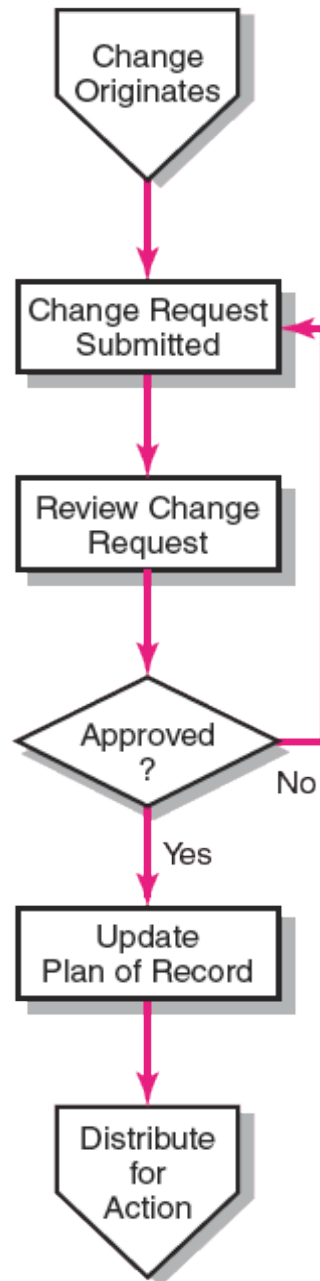 Change
Originates
Change Request
Submitted
Review Change
Request
Approved
?
No
Yes
Update
Plan of Record
Distribute
for
Action